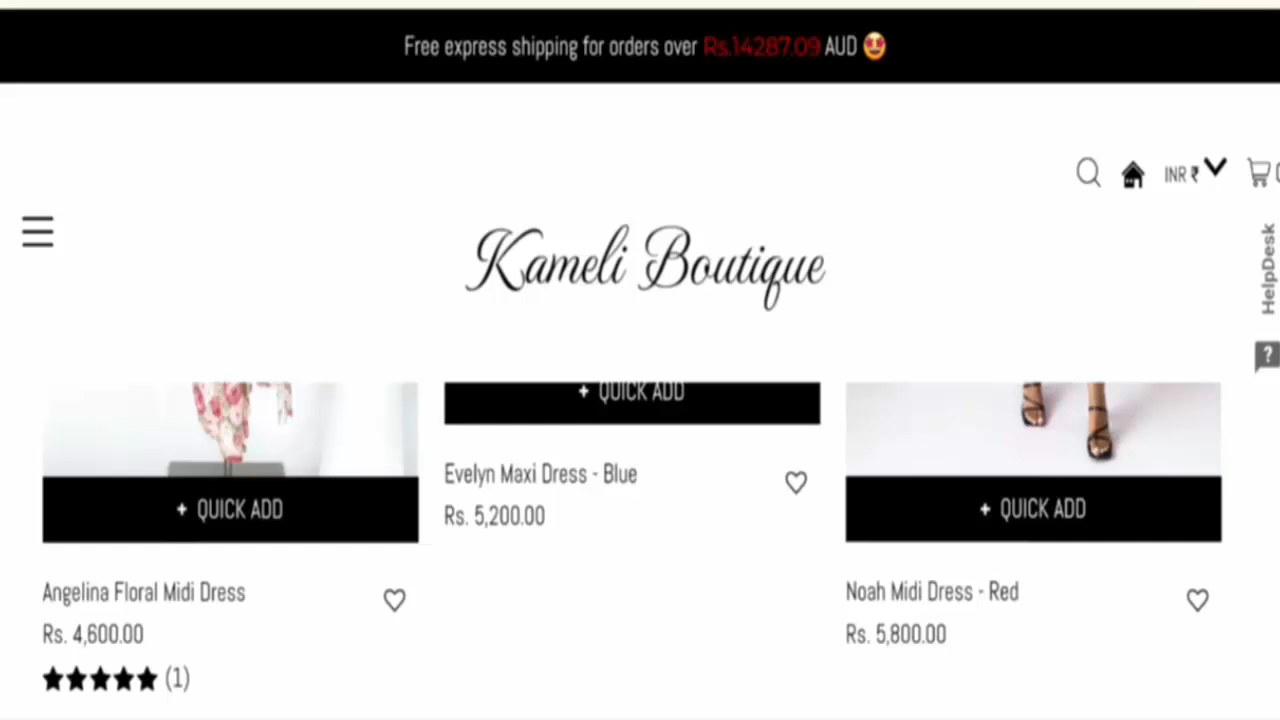 Free express shipping for orders over Rs.14287.09 AUD 🤩
INR ₹
Kameli Boutique
HelpDesk
?
+ QUICK ADD
Evelyn Maxi Dress - Blue
Rs. 5,200.00
+ QUICK ADD
Angelina Floral Midi Dress
Rs. 4,600.00
★★★★★ (1)
+ QUICK ADD
Noah Midi Dress - Red
Rs. 5,800.00